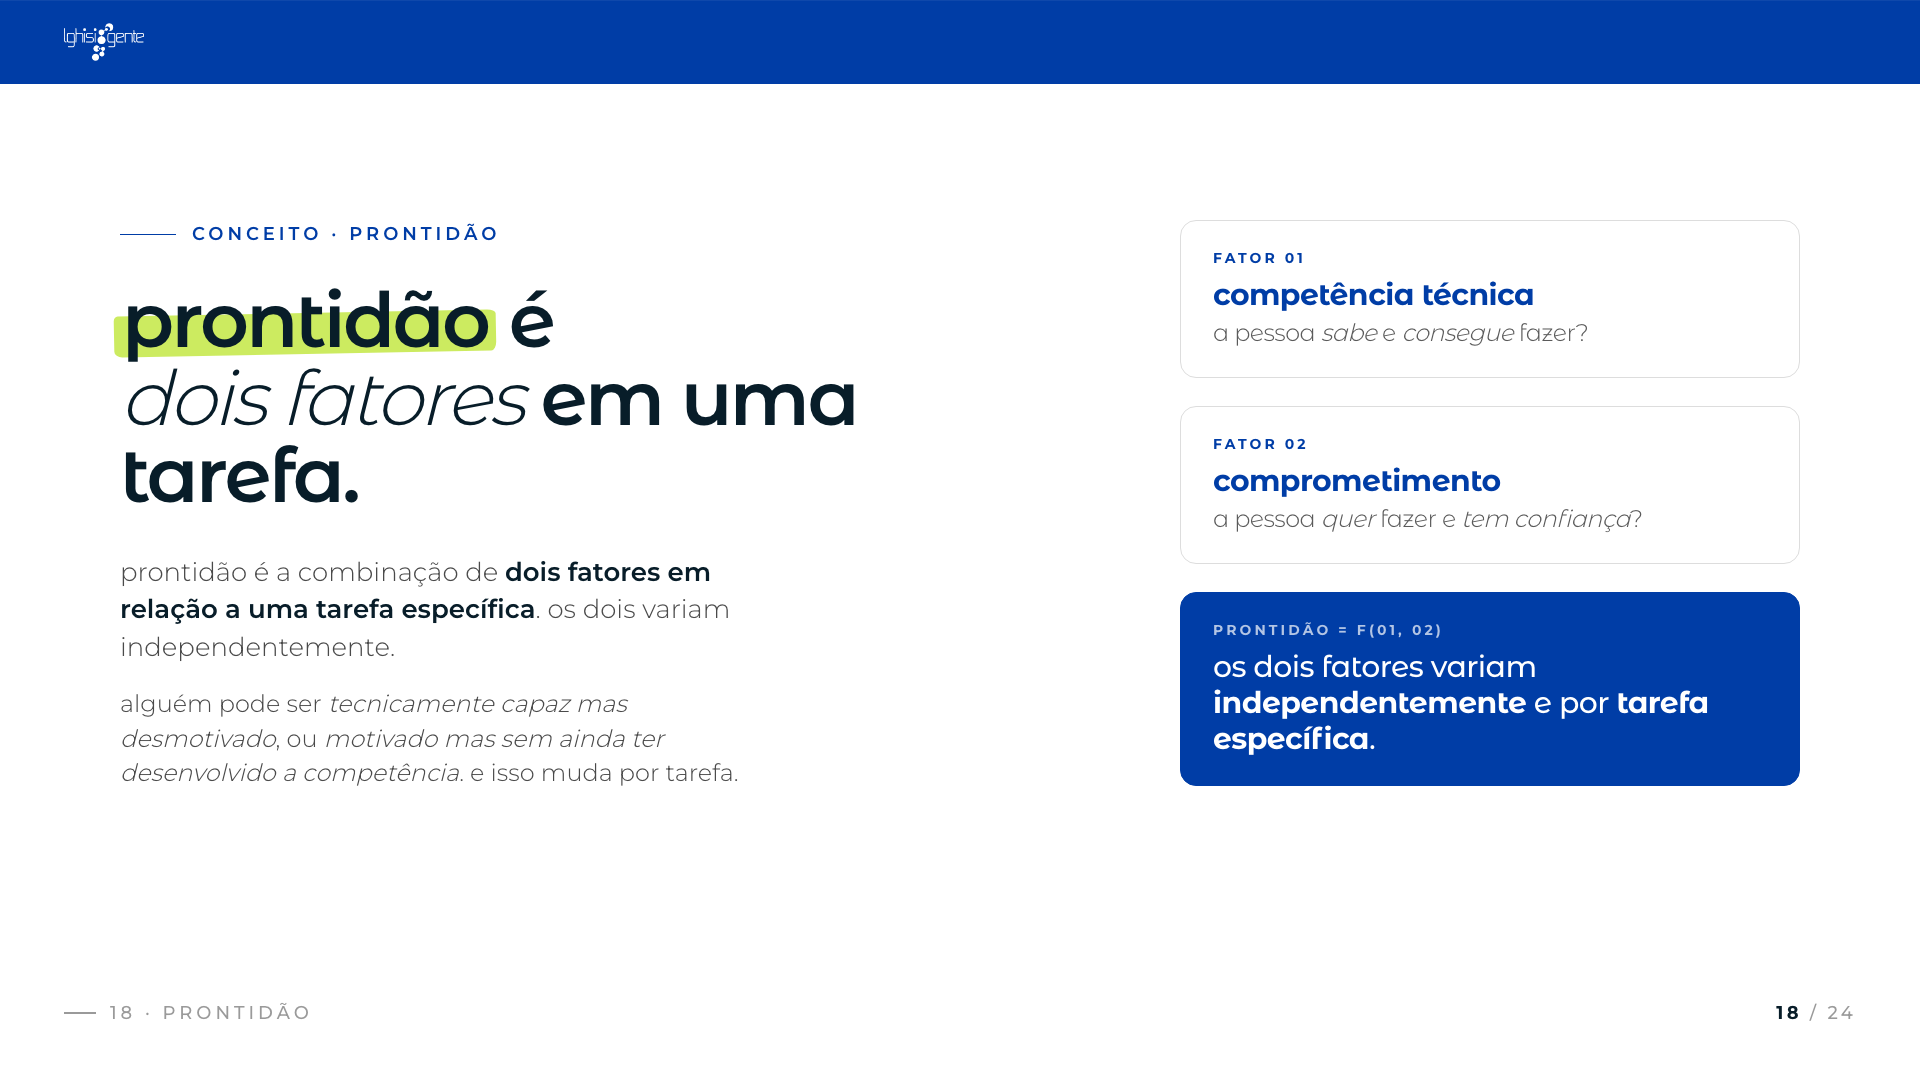 lghisi gente
CONCEITO · PRONTIDÃO
prontidão é
dois fatores em uma
tarefa.
prontidão é a combinação de dois fatores em
relação a uma tarefa específica. os dois variam
independentemente.
alguém pode ser tecnicamente capaz mas
desmotivado, ou motivado mas sem ainda ter
desenvolvido a competência. e isso muda por tarefa.
FATOR 01
competência técnica
a pessoa sabe e consegue fazer?
FATOR 02
comprometimento
a pessoa quer fazer e tem confiança?
PRONTIDÃO = F(01, 02)
os dois fatores variam
independentemente e por tarefa
específica.
18 · PRONTIDÃO
18 / 24